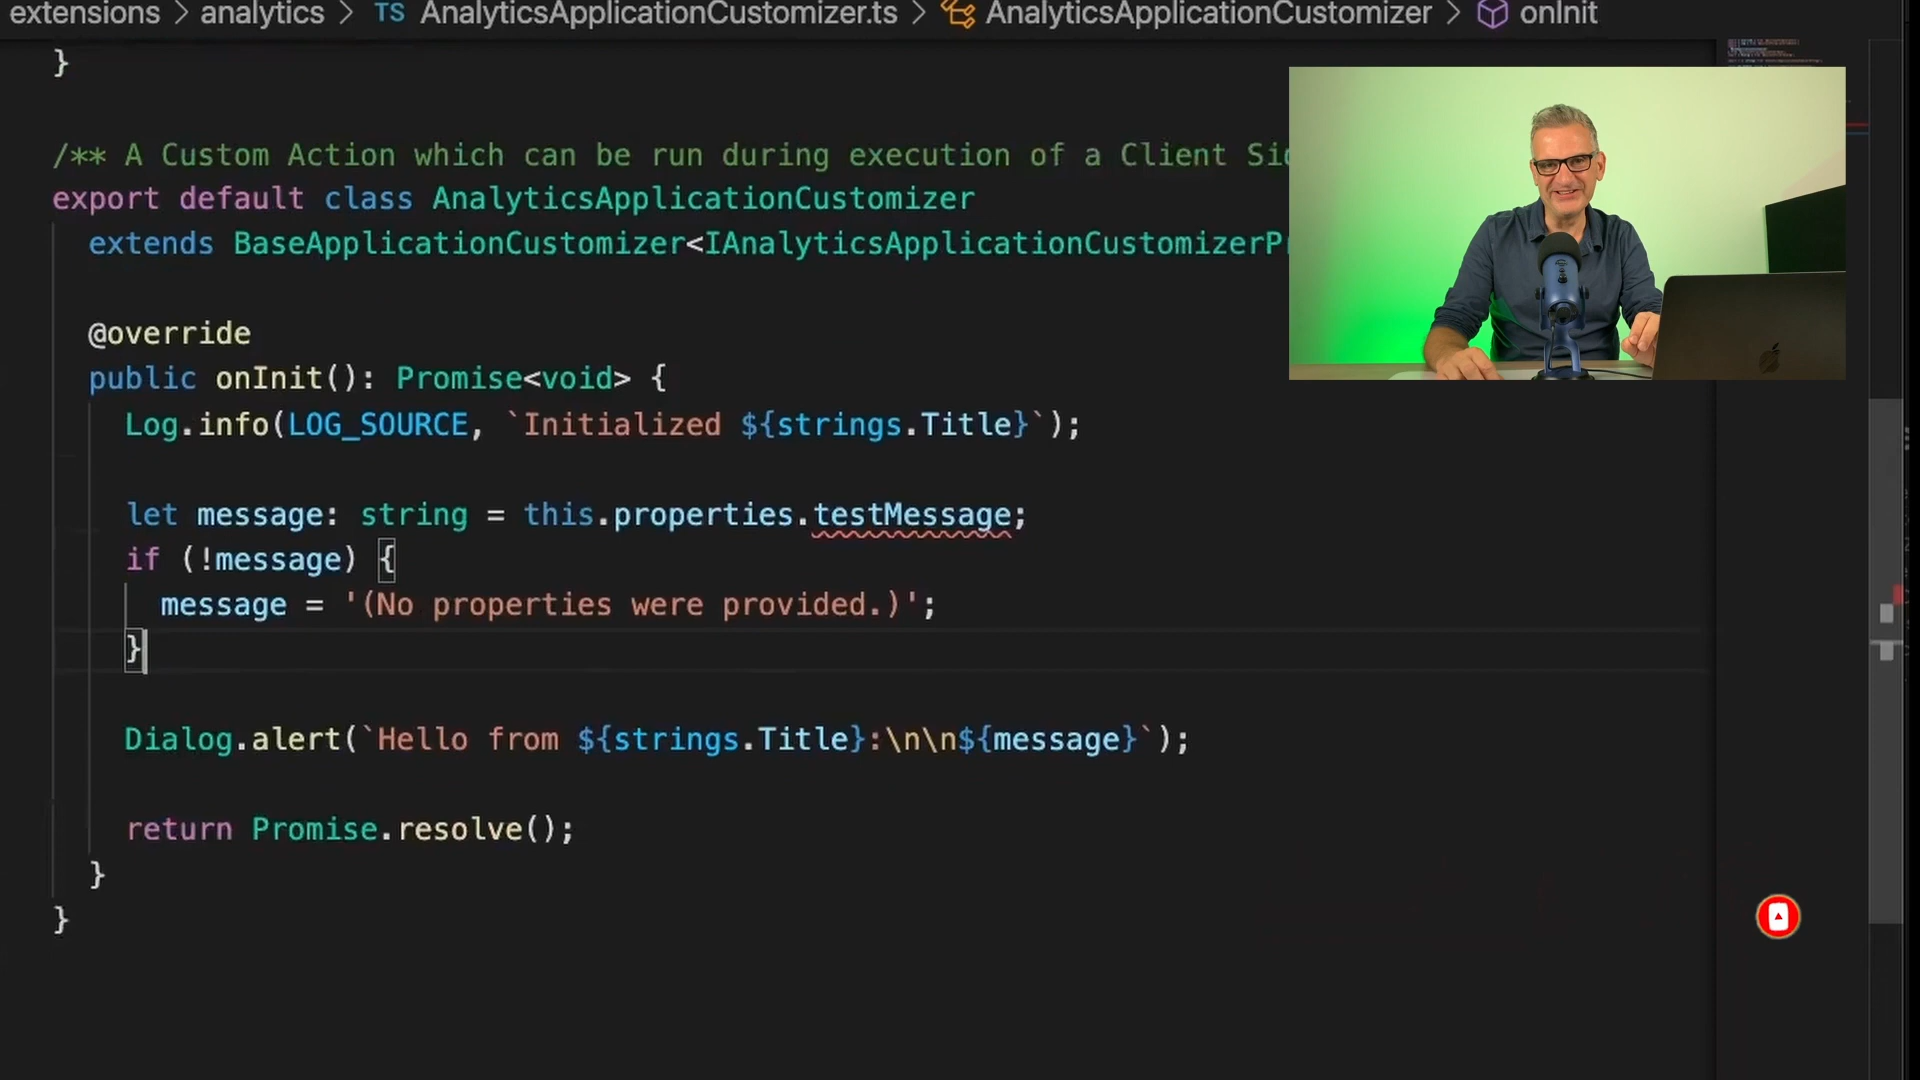 extensions > analytics > TS AnalyticsApplicationCustomizer.ts > AnalyticsApplicationCustomizer > onInit
}
/** A Custom Action which can be run during execution of a Client
export default class AnalyticsApplicationCustomizer
extends BaseApplicationCustomizer<IAnalyticsApplicationCustomizerP
@override
public onInit(): Promise<void> {
Log.info(LOG_SOURCE, `Initialized ${strings.Title}`);
let message: string = this.properties.testMessage;
if (!message) {
message = '(No properties were provided.)';
}
Dialog.alert(`Hello from ${strings.Title}:\n\n${message}`);
return Promise.resolve();
}
}